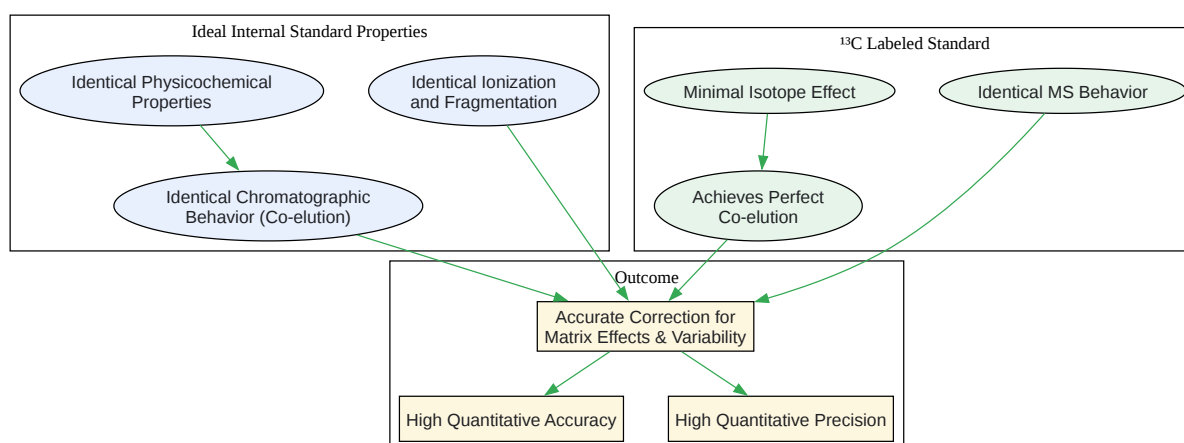 Ideal Internal Standard Properties
Identical Physicochemical
Properties
Identical Ionization
and Fragmentation
Identical Chromatographic
Behavior (Co-elution)
¹³C Labeled Standard
Minimal Isotope Effect
Identical MS Behavior
Achieves Perfect
Co-elution
Outcome
Accurate Correction for
Matrix Effects & Variability
High Quantitative Accuracy
High Quantitative Precision